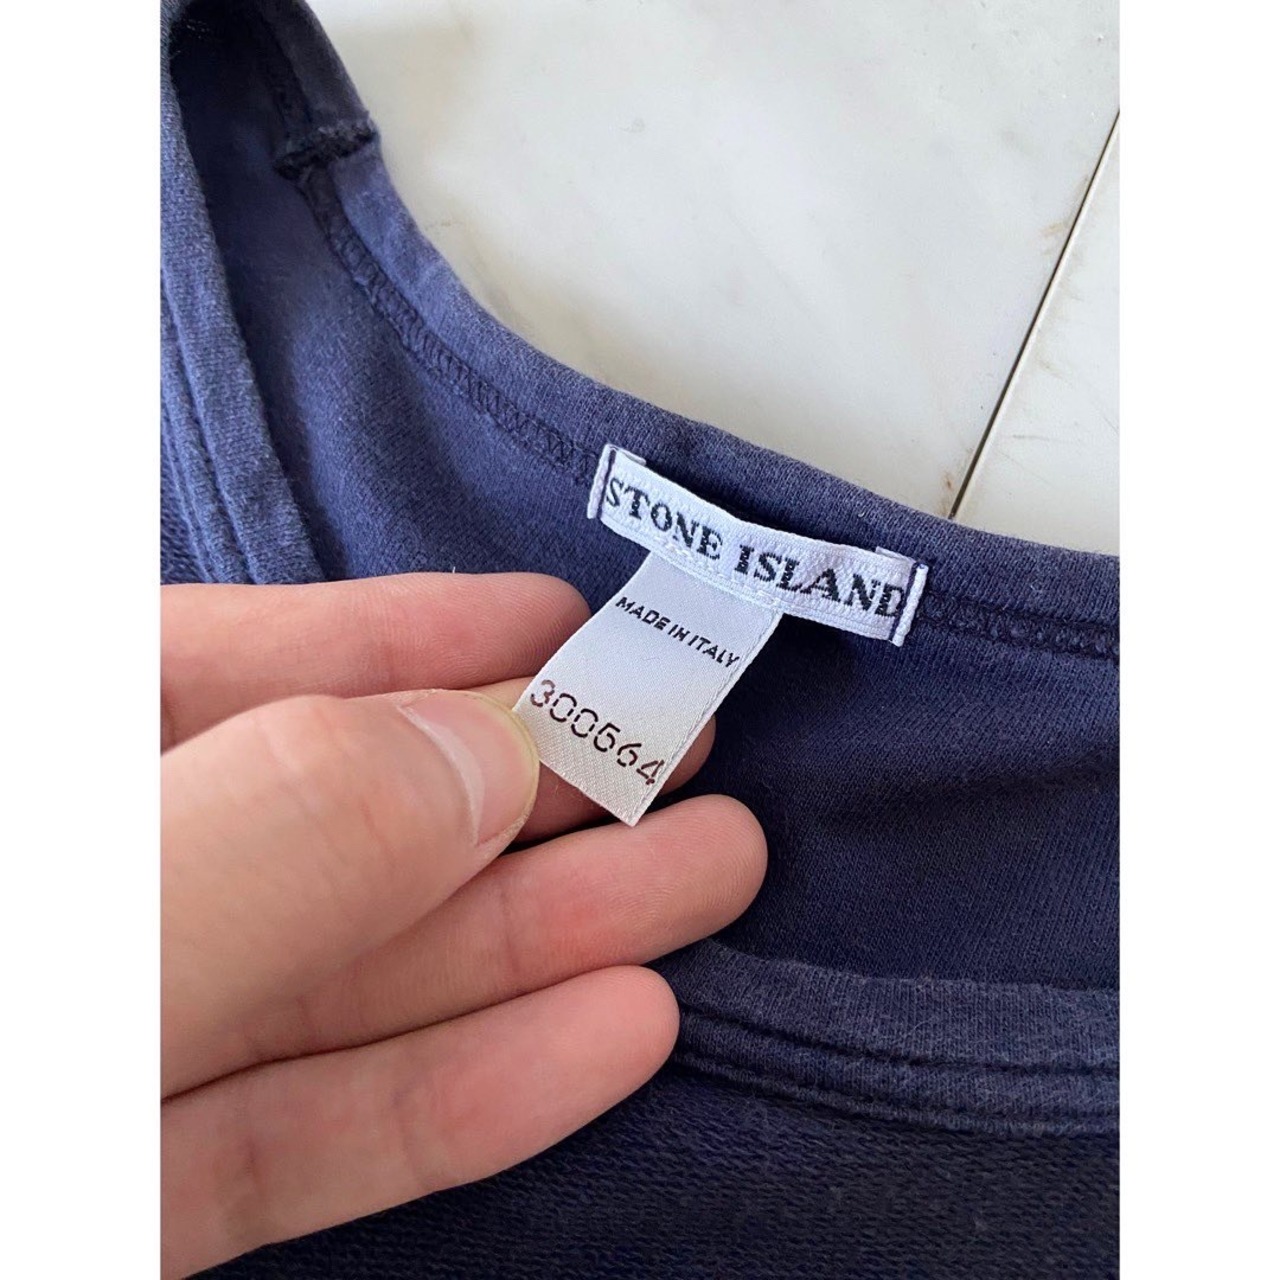 STONE ISLAND
MADE IN ITALY
300564